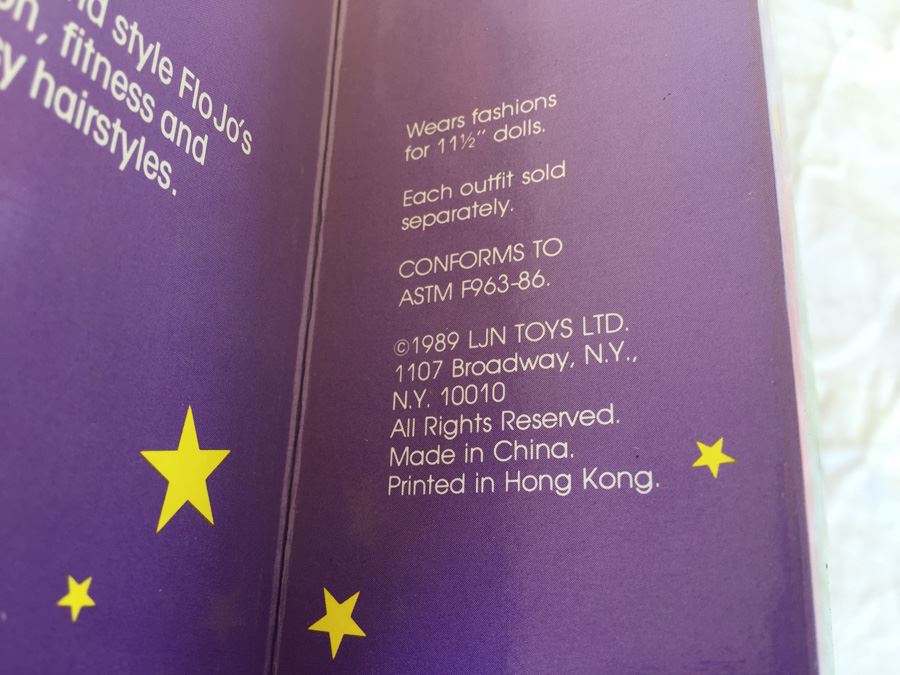 style FloJo's
, fitness and
hairstyles.
Wears fashions
for 11½" dolls.
Each outfit sold
separately.
CONFORMS TO
ASTM F963-86.
©1989 LJN TOYS LTD.
1107 Broadway, N.Y.,
N.Y. 10010
All Rights Reserved.
Made in China.
Printed in Hong Kong.